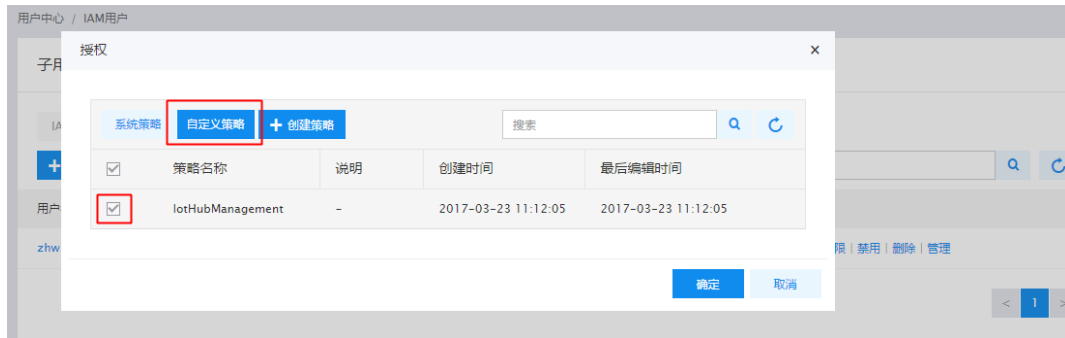 用户中心 / IAM用户
授权 ×
子用
系统策略 自定义策略 + 创建策略 搜索
IA
策略名称 说明 创建时间 最后编辑时间
用户
IotHubManagement - 2017-03-23 11:12:05 2017-03-23 11:12:05
zhw 限 | 禁用 | 删除 | 管理
确定 取消
< 1 >